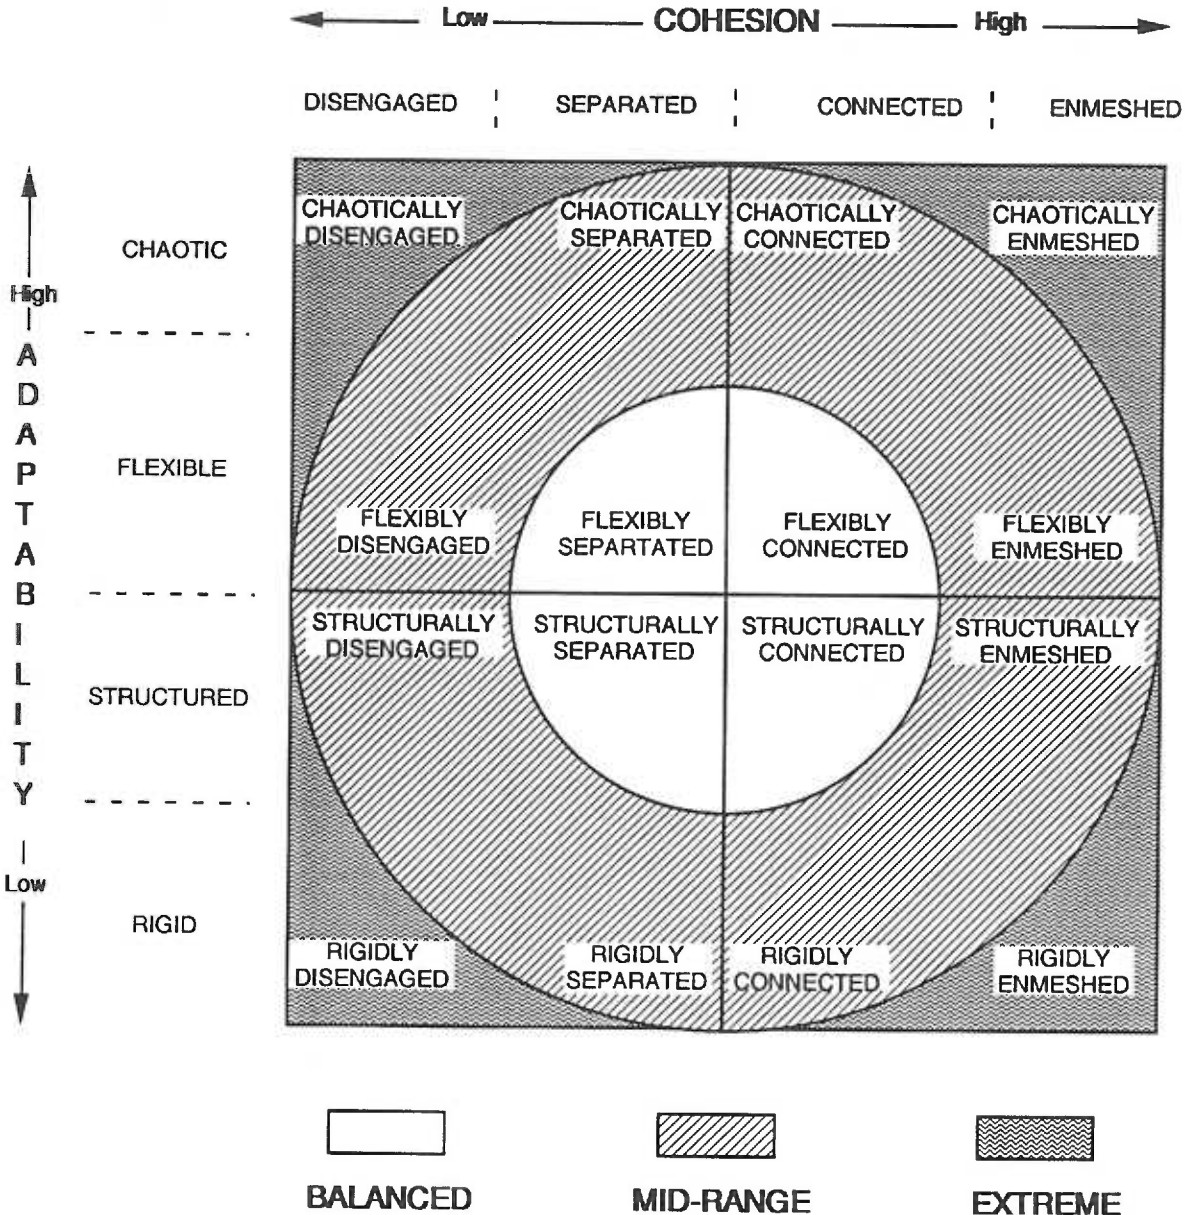 Low COHESION High
DISENGAGED SEPARATED CONNECTED ENMESHED
High
ADAPTABILITY
Low
CHAOTIC
FLEXIBLE
STRUCTURED
RIGID
CHAOTICALLY
DISENGAGED
CHAOTICALLY
SEPARATED
CHAOTICALLY
CONNECTED
CHAOTICALLY
ENMESHED
FLEXIBLY
DISENGAGED
FLEXIBLY
SEPARTATED
FLEXIBLY
CONNECTED
FLEXIBLY
ENMESHED
STRUCTURALLY
DISENGAGED
STRUCTURALLY
SEPARATED
STRUCTURALLY
CONNECTED
STRUCTURALLY
ENMESHED
RIGIDLY
DISENGAGED
RIGIDLY
SEPARATED
RIGIDLY
CONNECTED
RIGIDLY
ENMESHED
BALANCED MID-RANGE EXTREME